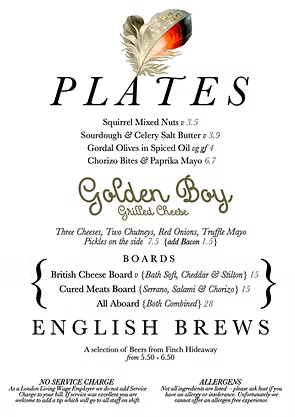 PLATES
Squirrel Mixed Nuts v 3.5
Sourdough & Celery Salt Butter v 3.9
Gordal Olives in Spiced Oil vg gf 4
Chorizo Bites & Paprika Mayo 6.7
Golden Boy
Grilled Cheese
Three Cheeses, Two Chutneys, Red Onions, Truffle Mayo
Pickles on the side 7.5 {add Bacon 1.5}
BOARDS
British Cheese Board v {Bath Soft, Cheddar & Stilton} 15
Cured Meats Board {Serrano, Salami & Chorizo} 15
All Aboard {Both Combined} 28
ENGLISH BREWS
A selection of Beers from Finch Hideaway
from 5.50 - 6.50
NO SERVICE CHARGE
As a London Living Wage Employer we do not add Service
Charge to your bill. If service was excellent you are
welcome to add a tip which will go to all staff on shift.
ALLERGENS
Not all ingredients are listed - please ask host if you
have an allergy or intolerance. Unfortunately we
cannot offer an allergen free experience.